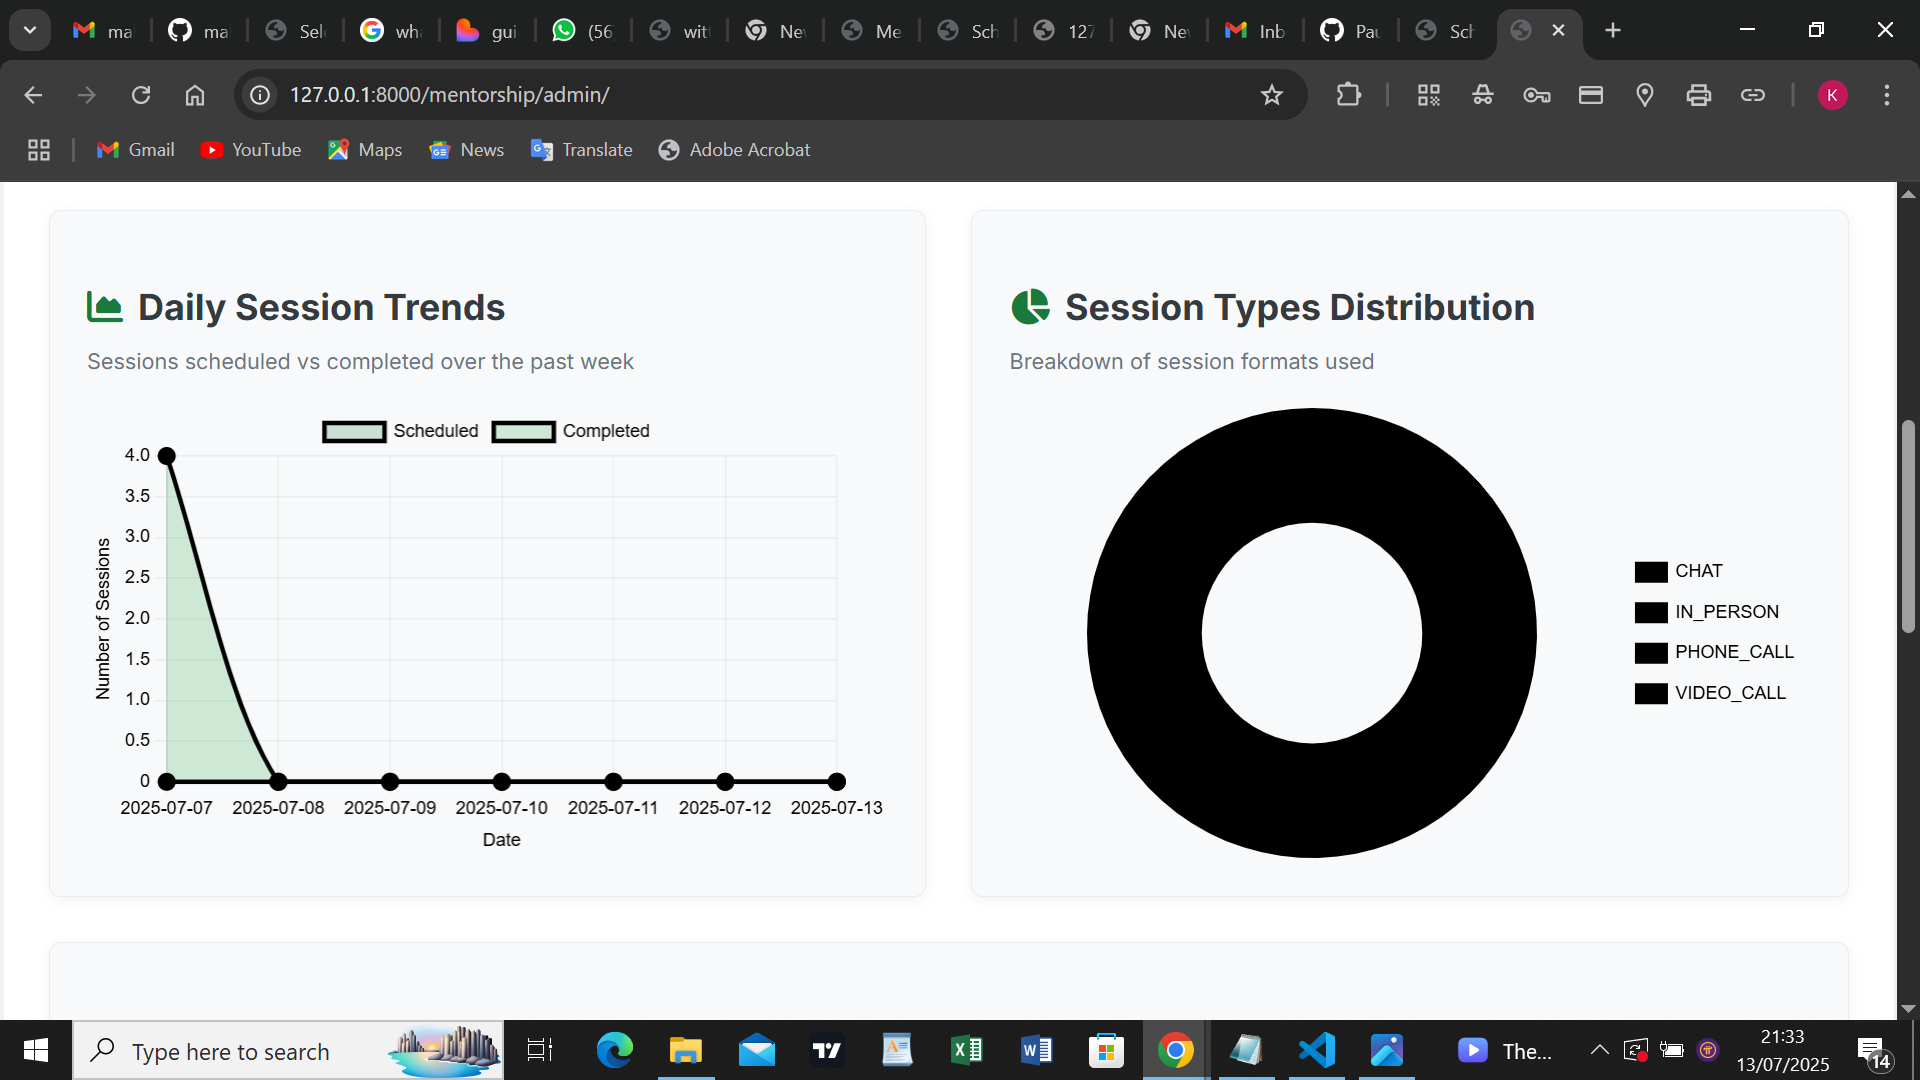 ma
ma
Sel
wha
gui
(56
wit
Nev
Me
Sch
127
Nev
Inb
Pau
Sch
127.0.0.1:8000/mentorship/admin/
K
Gmail
YouTube
Maps
News
Translate
Adobe Acrobat
Daily Session Trends
Sessions scheduled vs completed over the past week
Scheduled
Completed
4.0
3.5
3.0
2.5
2.0
1.5
1.0
0.5
0
Number of Sessions
2025-07-07 2025-07-08 2025-07-09 2025-07-10 2025-07-11 2025-07-12 2025-07-13
Date
Session Types Distribution
Breakdown of session formats used
CHAT
IN_PERSON
PHONE_CALL
VIDEO_CALL
Type here to search
The...
21:33
13/07/2025
14